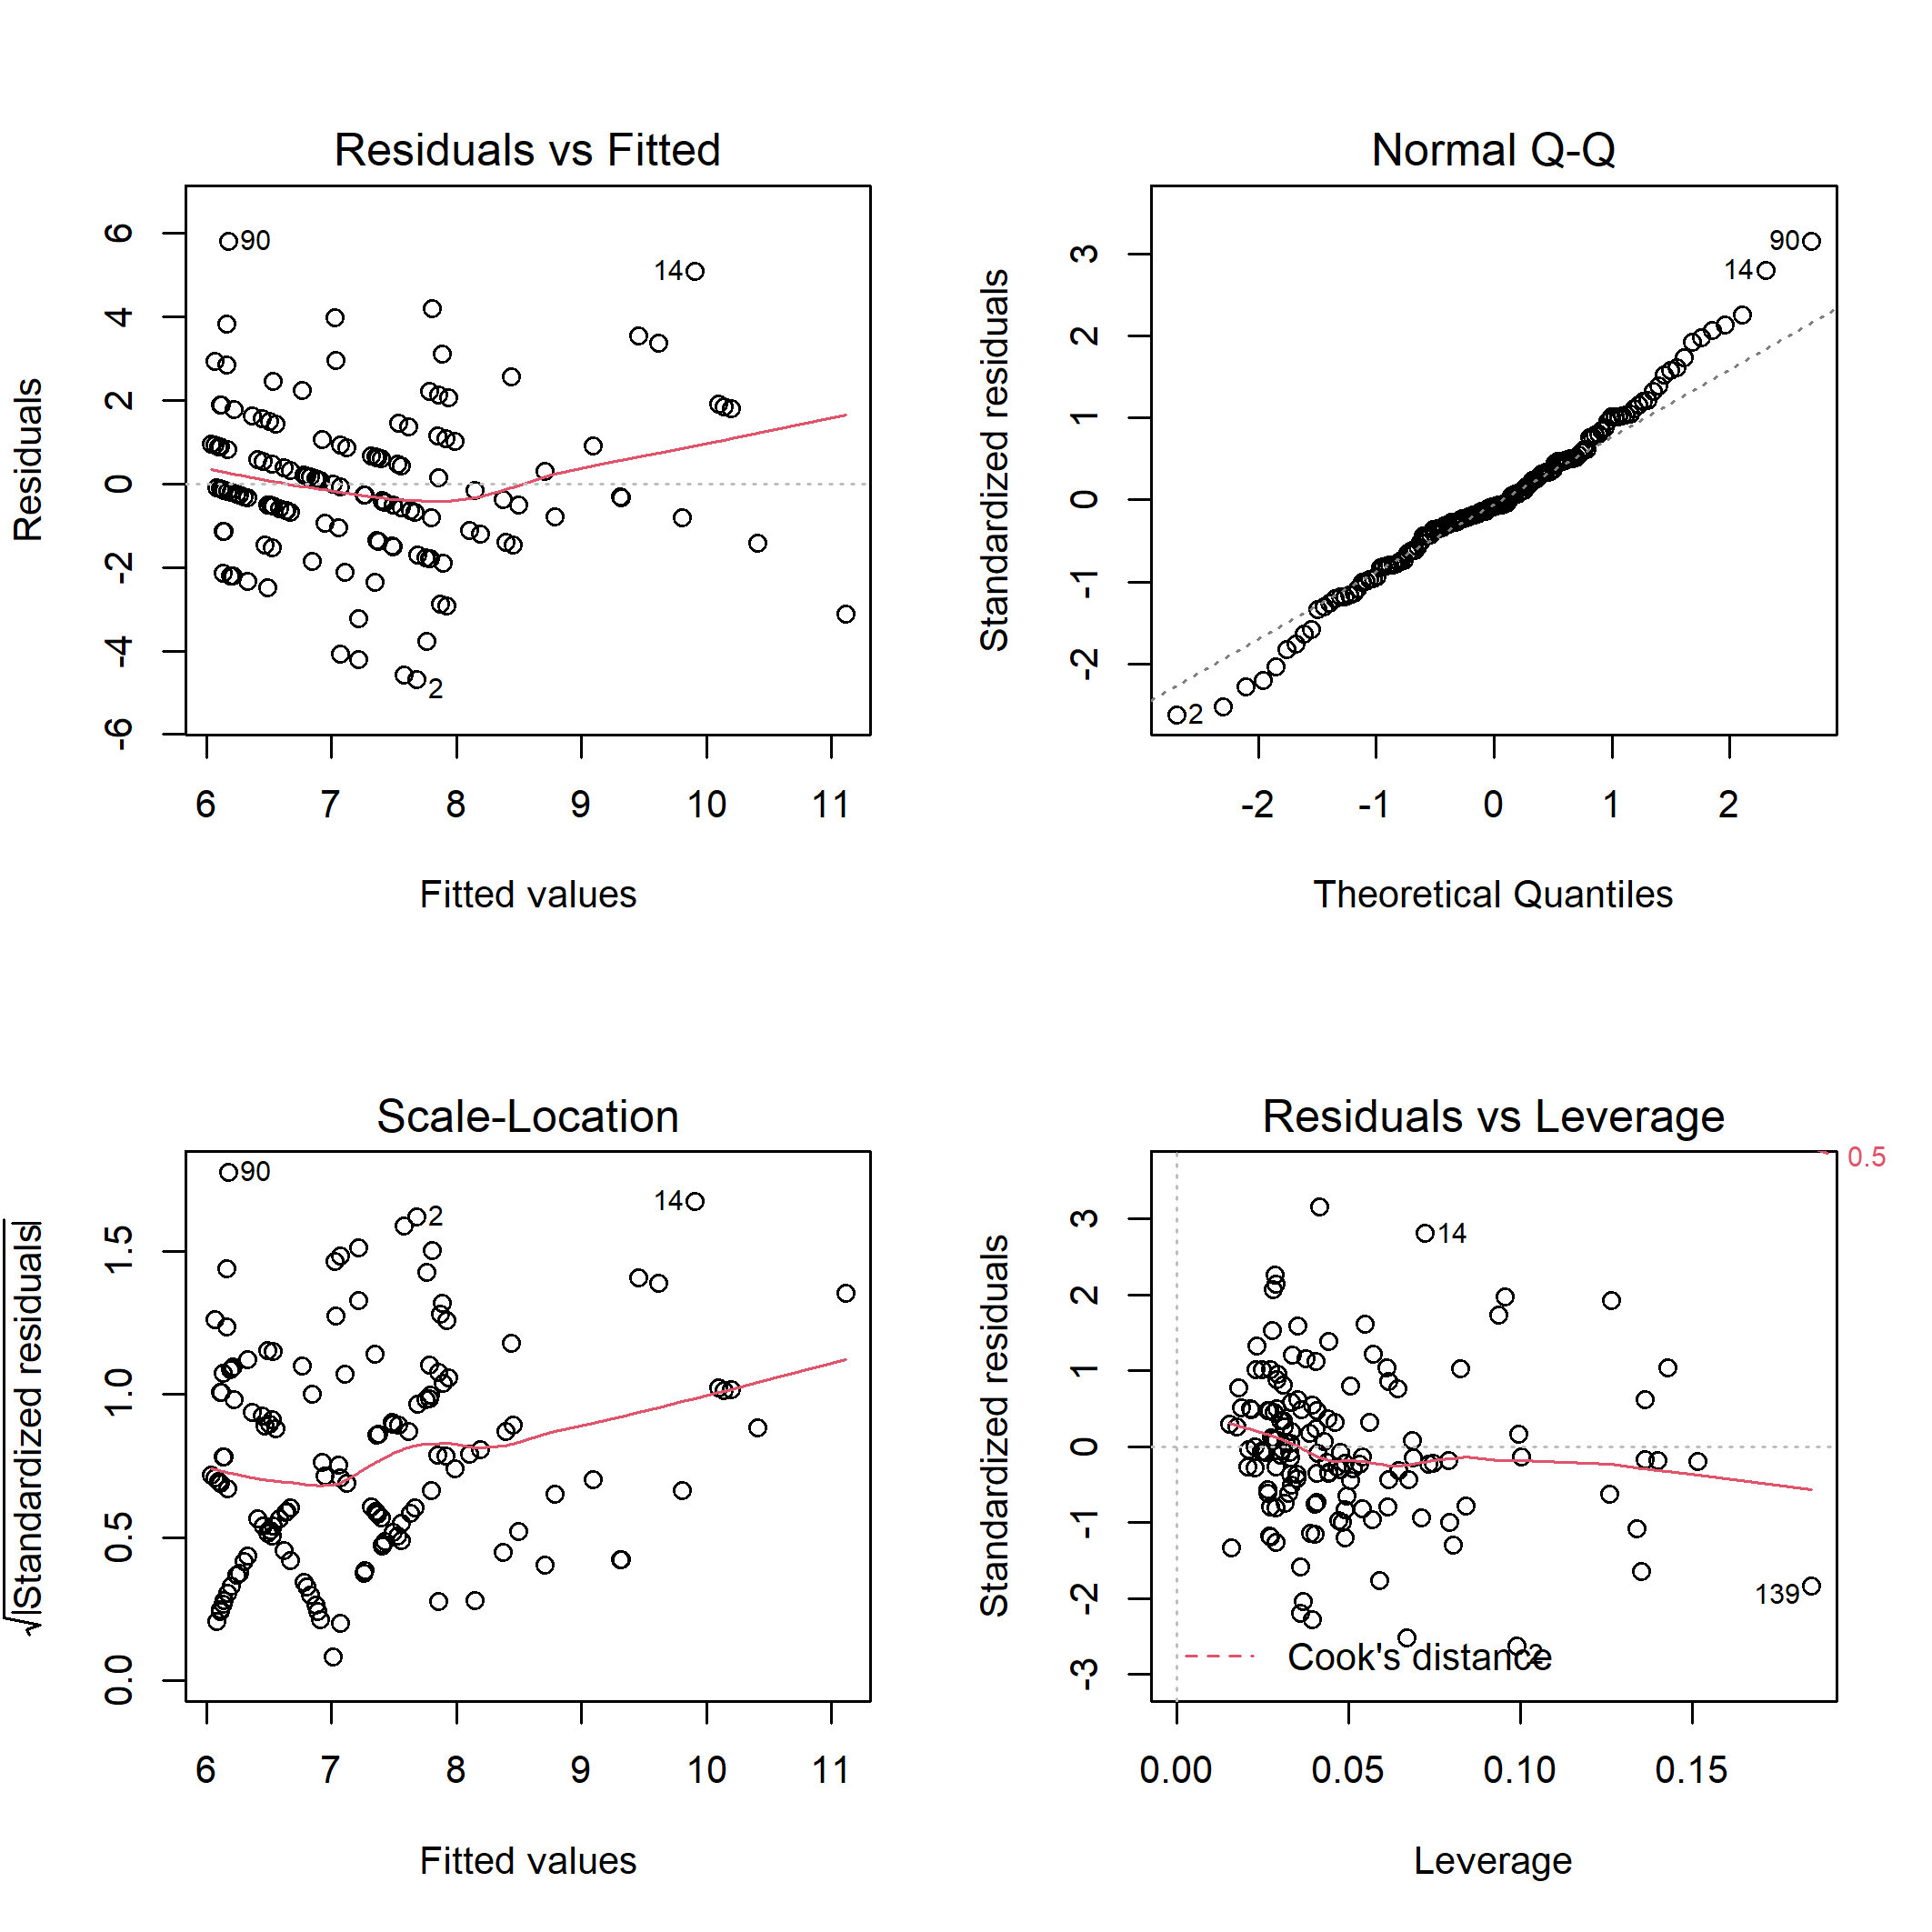 Residuals vs Fitted
Residuals
6
4
2
0
-2
-4
-6
90
14
2
6 7 8 9 10 11
Fitted values
Normal Q-Q
Standardized residuals
3
2
1
0
-1
-2
90
14
2
-2 -1 0 1 2
Theoretical Quantiles
Scale-Location
√|Standardized residuals|
1.5
1.0
0.5
0.0
90
14
2
6 7 8 9 10 11
Fitted values
Residuals vs Leverage
Standardized residuals
3
2
1
0
-1
-2
-3
0.5
14
139
2
Cook's distance
0.00 0.05 0.10 0.15
Leverage